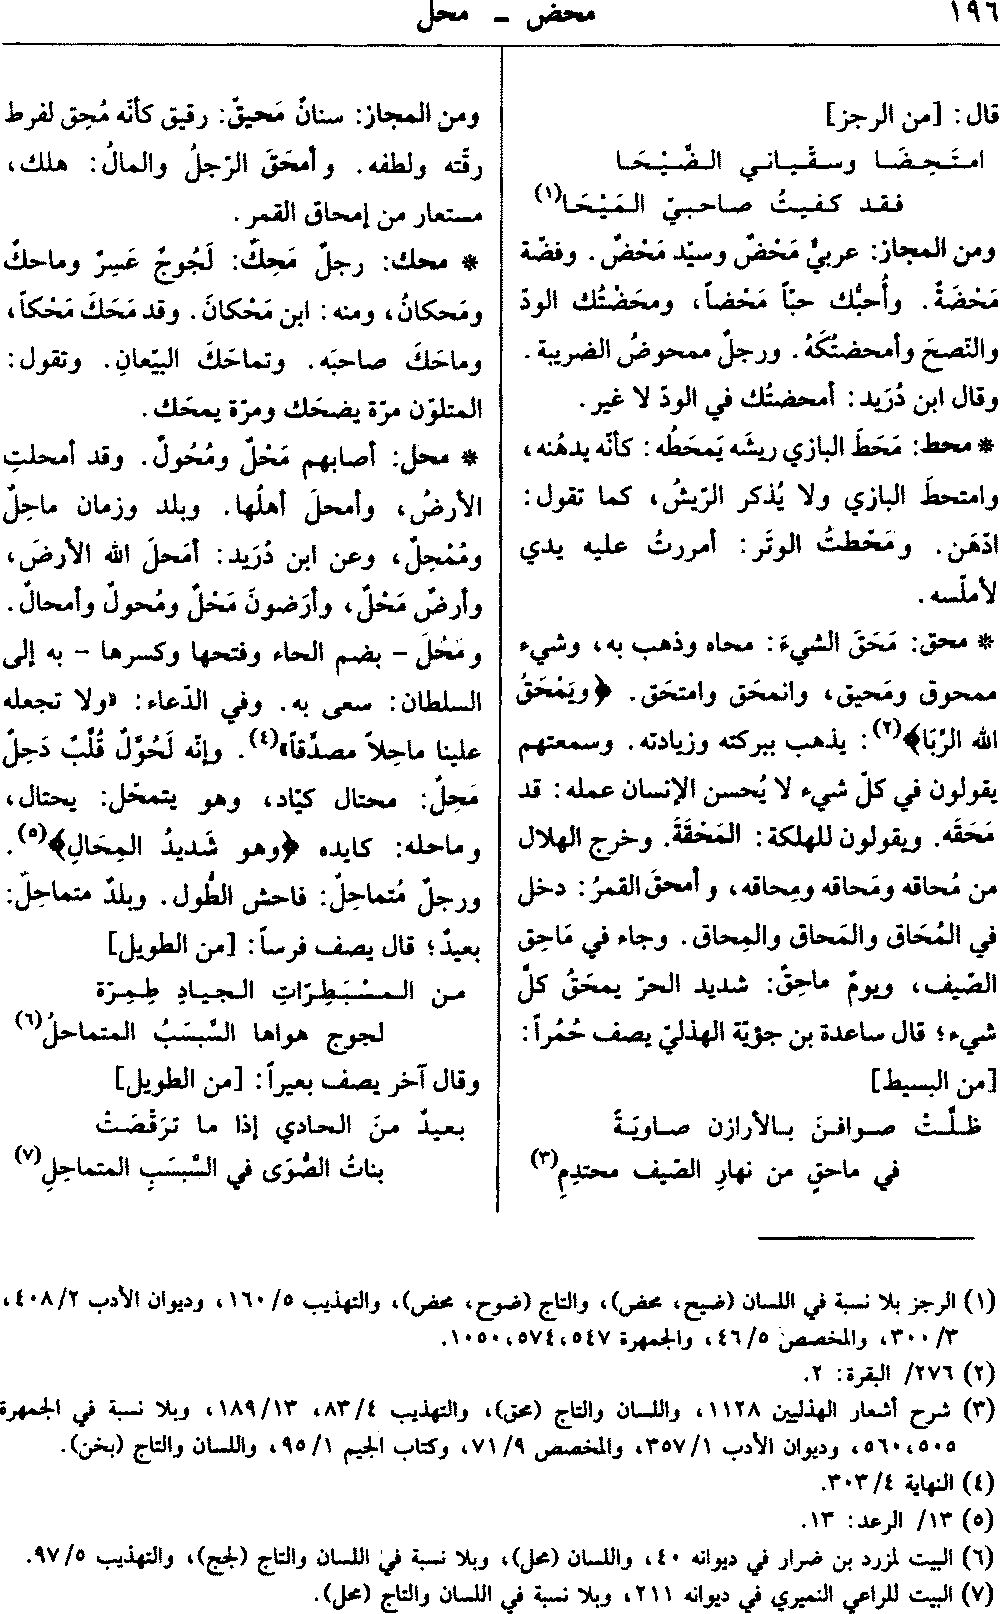 ١٩٦
محض - محل
قال: [من الرجز]
امتَحِضَا وسقْياني الضَّيْحَا
فقد كفيتُ صاحبيّ المَيْحَا(١)
ومن المجاز: عربيٌّ مَحْضٌ وسيّد مَحْضٌ. وفضّة
مَحْضَةٌ. وأُحبُّك حبّاً مَحْضاً، ومحَضْتُك الودّ
والنّصحَ وأمحضتُكَهُ. ورجلٌ ممحوضُ الضريبة.
وقال ابن دُرَيد: أمحضتُك في الودّ لا غير.
* محط: مَحَطَ البازي ريشَه يَمحَطُه: كأنّه يدهُنه،
وامتحطَ البازي ولا يُذكر الرّيشُ، كما تقول:
ادّهَن. ومَحْطتُ الوتَر: أمررتُ عليه يدي
لأملّسه.
* محق: مَحَقَ الشيءَ: محاه وذهب به، وشيء
ممحوق ومَحيق، وانمحَق وامتحَق. ﴿ويَمْحَقُ
الله الرِّبَا﴾(٢): يذهب ببركته وزيادته. وسمعتهم
يقولون في كلّ شيء لا يُحسن الإنسان عمله: قد
مَحَقَه. ويقولون للهلكة: المَحْقَةَ. وخرج الهلال
من مُحاقه ومَحاقه ومِحاقه، وأمحقَ القمرُ: دخل
في المُحَاق والمَحاق والمِحاق. وجاء في مَاحِق
الصّيف، ويومٌ ماحِقٌ: شديد الحرّ يمحَقُ كلَّ
شيء؛ قال ساعدة بن جؤيّة الهذليّ يصف حُمُراً:
[من البسيط]
ظلَّتْ صوافنَ بالأرازن صاويَةً
في ماحقٍ من نهارِ الصّيف محتدِمِ(٣)
ومن المجاز: سنانٌ مَحيقٌ: رقيق كأنّه مُحِق لفرط
رقّته ولطفه. وأمحَقَ الرّجلُ والمالُ: هلك،
مستعار من إمحاق القمر.
* محك: رجلٌ مَحِكٌ: لَجُوجٌ عَسِرٌ وماحكٌ
ومَحكانُ، ومنه: ابن مَحْكانَ. وقد مَحَكَ مَحْكاً،
وماحَكَ صاحبَه. وتماحَكَ البيّعانِ. وتقول:
المتلوّن مرّة يضحَك ومرّة يمحَك.
* محل: أصابهم مَحْلٌ ومُحُولٌ. وقد أمحلتِ
الأرضُ، وأمحلَ أهلُها. وبلد وزمان ماحِلٌ
ومُمْحِلٌ، وعن ابن دُرَيد: أمَحلَ الله الأرضَ،
وأرضٌ مَحْلٌ، وأرَضونَ مَحْلٌ ومُحولٌ وأمحالٌ.
ومَحْلَ - بضم الحاء وفتحها وكسرها - به إلى
السلطان: سعى به. وفي الدّعاء: «ولا تجعله
علينا ماحِلاً مصدِّقاً»(٤). وإنّه لَحُوَّلٌ قُلَّبٌ دَحِلٌ
مَحِلٌ: محتال كيّاد، وهو يتمحّل: يحتال،
وماحله: كايده ﴿وهو شَديدُ المِحَالِ﴾(٥).
ورجلٌ مُتماحِلٌ: فاحش الطُّول. وبلدٌ متماحِلٌ:
بعيدٌ؛ قال يصف فرساً: [من الطويل]
من المسْبَطِرّاتِ الجيادِ طِمِرّة
لجوج هواها السَّبسَبُ المتماحلُ(٦)
وقال آخر يصف بعيراً: [من الطويل]
بعيدٌ منَ الحادي إذا ما ترَقْصَتْ
بناتُ الصُّوَى في السَّبسَبِ المتماحِلِ(٧)
(١) الرجز بلا نسبة في اللسان (ضيح، محض)، والتاج (ضوح، محض)، والتهذيب ١٦٠/٥، وديوان الأدب ٤٠٨/٢،
٣٠٠/٣، والمخصص ٤٦/٥، والجمهرة ٥٤٧، ٥٧٤، ١٠٥٠.
(٢) ٢٧٦/ البقرة: ٢.
(٣) شرح أشعار الهذليين ١١٢٨، واللسان والتاج (محق)، والتهذيب ٨٣/٤، ١٨٩/١٣، وبلا نسبة في الجمهرة
٥٠٥، ٥٦٠، وديوان الأدب ٣٥٧/١، والمخصص ٧١/٩، وكتاب الجيم ٩٥/١، واللسان والتاج (بخن).
(٤) النهاية ٣٠٣/٤.
(٥) ١٣/ الرعد: ١٣.
(٦) البيت لمزرد بن ضرار في ديوانه ٤٠، واللسان (محل)، وبلا نسبة في اللسان والتاج (لجج)، والتهذيب ٩٧/٥.
(٧) البيت للراعي النميري في ديوانه ٢١١، وبلا نسبة في اللسان والتاج (محل).